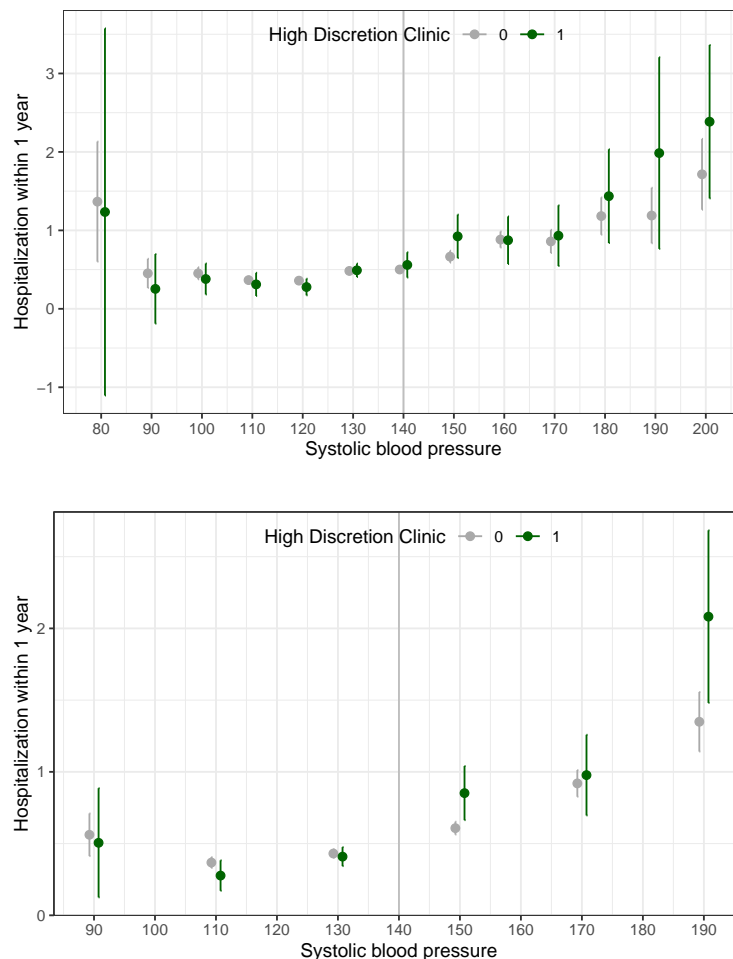 High Discretion Clinic 0 1
3
2
1
0
−1
Hospitalization within 1 year
80 90 100 110 120 130 140 150 160 170 180 190 200
Systolic blood pressure
High Discretion Clinic 0 1
2
1
0
Hospitalization within 1 year
90 100 110 120 130 140 150 160 170 180 190
Systolic blood pressure